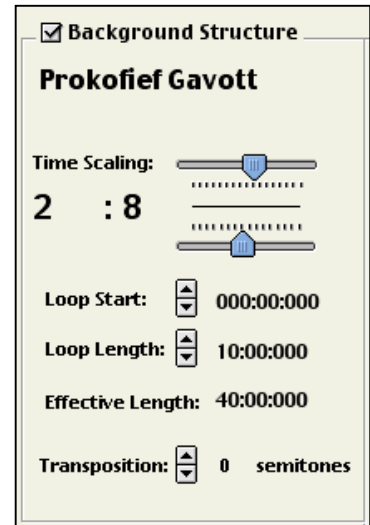 Background Structure
Prokofief Gavott
Time Scaling:
2 : 8
Loop Start: 000:00:000
Loop Length: 10:00:000
Effective Length: 40:00:000
Transposition: 0 semitones